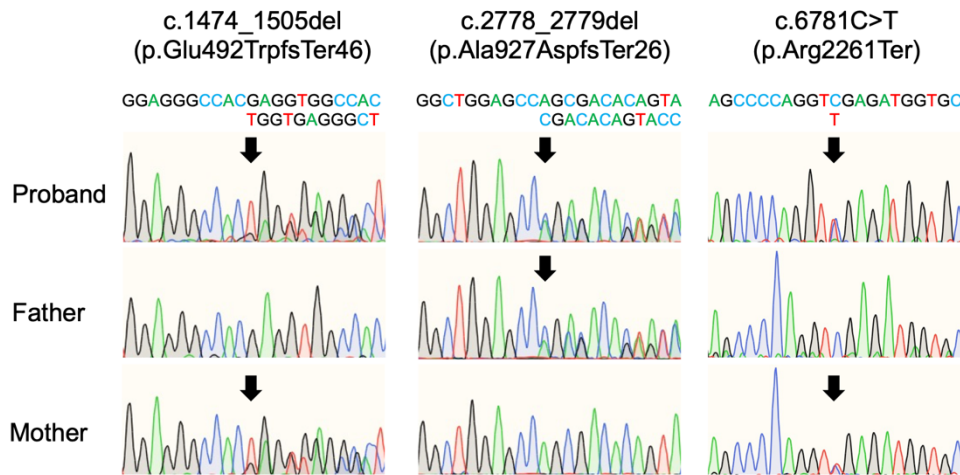 c.1474_1505del
(p.Glu492TrpfsTer46)
c.2778_2779del
(p.Ala927AspfsTer26)
c.6781C>T
(p.Arg2261Ter)
GGAGGGCCACGAGGTGGCCAC
TGGTGAGGGCT
GGCTGGAGCCAGCGACACAGTA
CGACACAGTACC
AGCCCCAGGTCGAGATGGTGC
T
Proband
Father
Mother